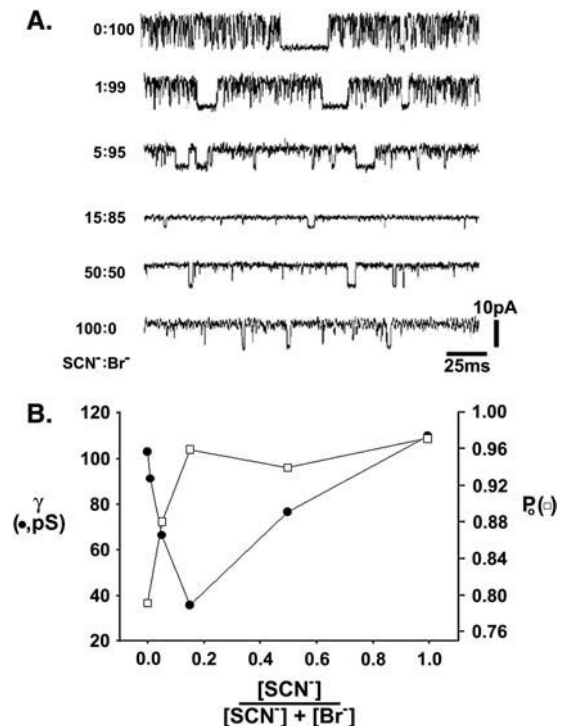 A.
0:100
1:99
5:95
15:85
50:50
100:0
SCN⁻:Br⁻
10pA
25ms
B.
120
100
80
60
40
20
γ
(●,pS)
1.00
0.96
0.92
0.88
0.84
0.80
0.76
Pₒ(□)
0.0 0.2 0.4 0.6 0.8 1.0
[SCN⁻]
[SCN⁻] + [Br⁻]